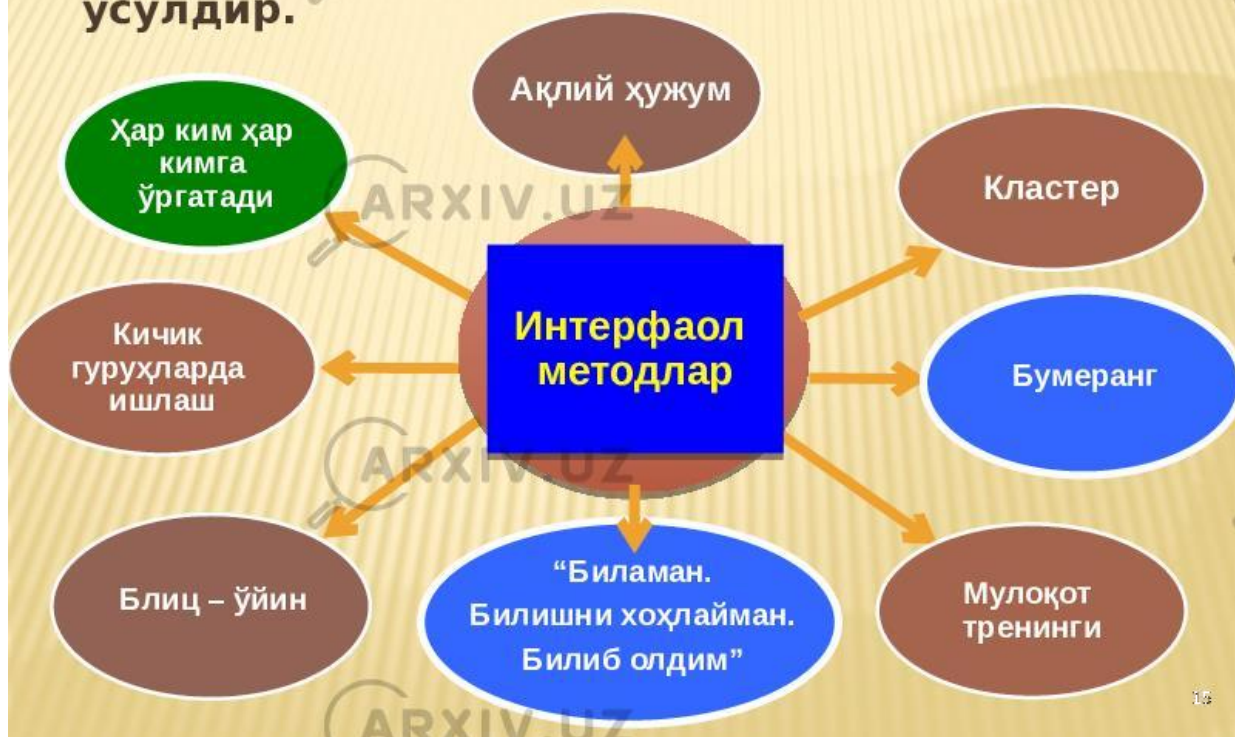 усулдир.
Ақлий ҳужум
Ҳар ким ҳар
кимга
ўргатади
Кластер
ARXIV.UZ
Интерфаол
методлар
Кичик
гуруҳларда
ишлаш
Бумеранг
ARXIV.UZ
Блиц – ўйин
“Биламан.
Билишни хоҳлайман.
Билиб олдим”
Мулоқот
тренинги
15
ARXIV.UZ